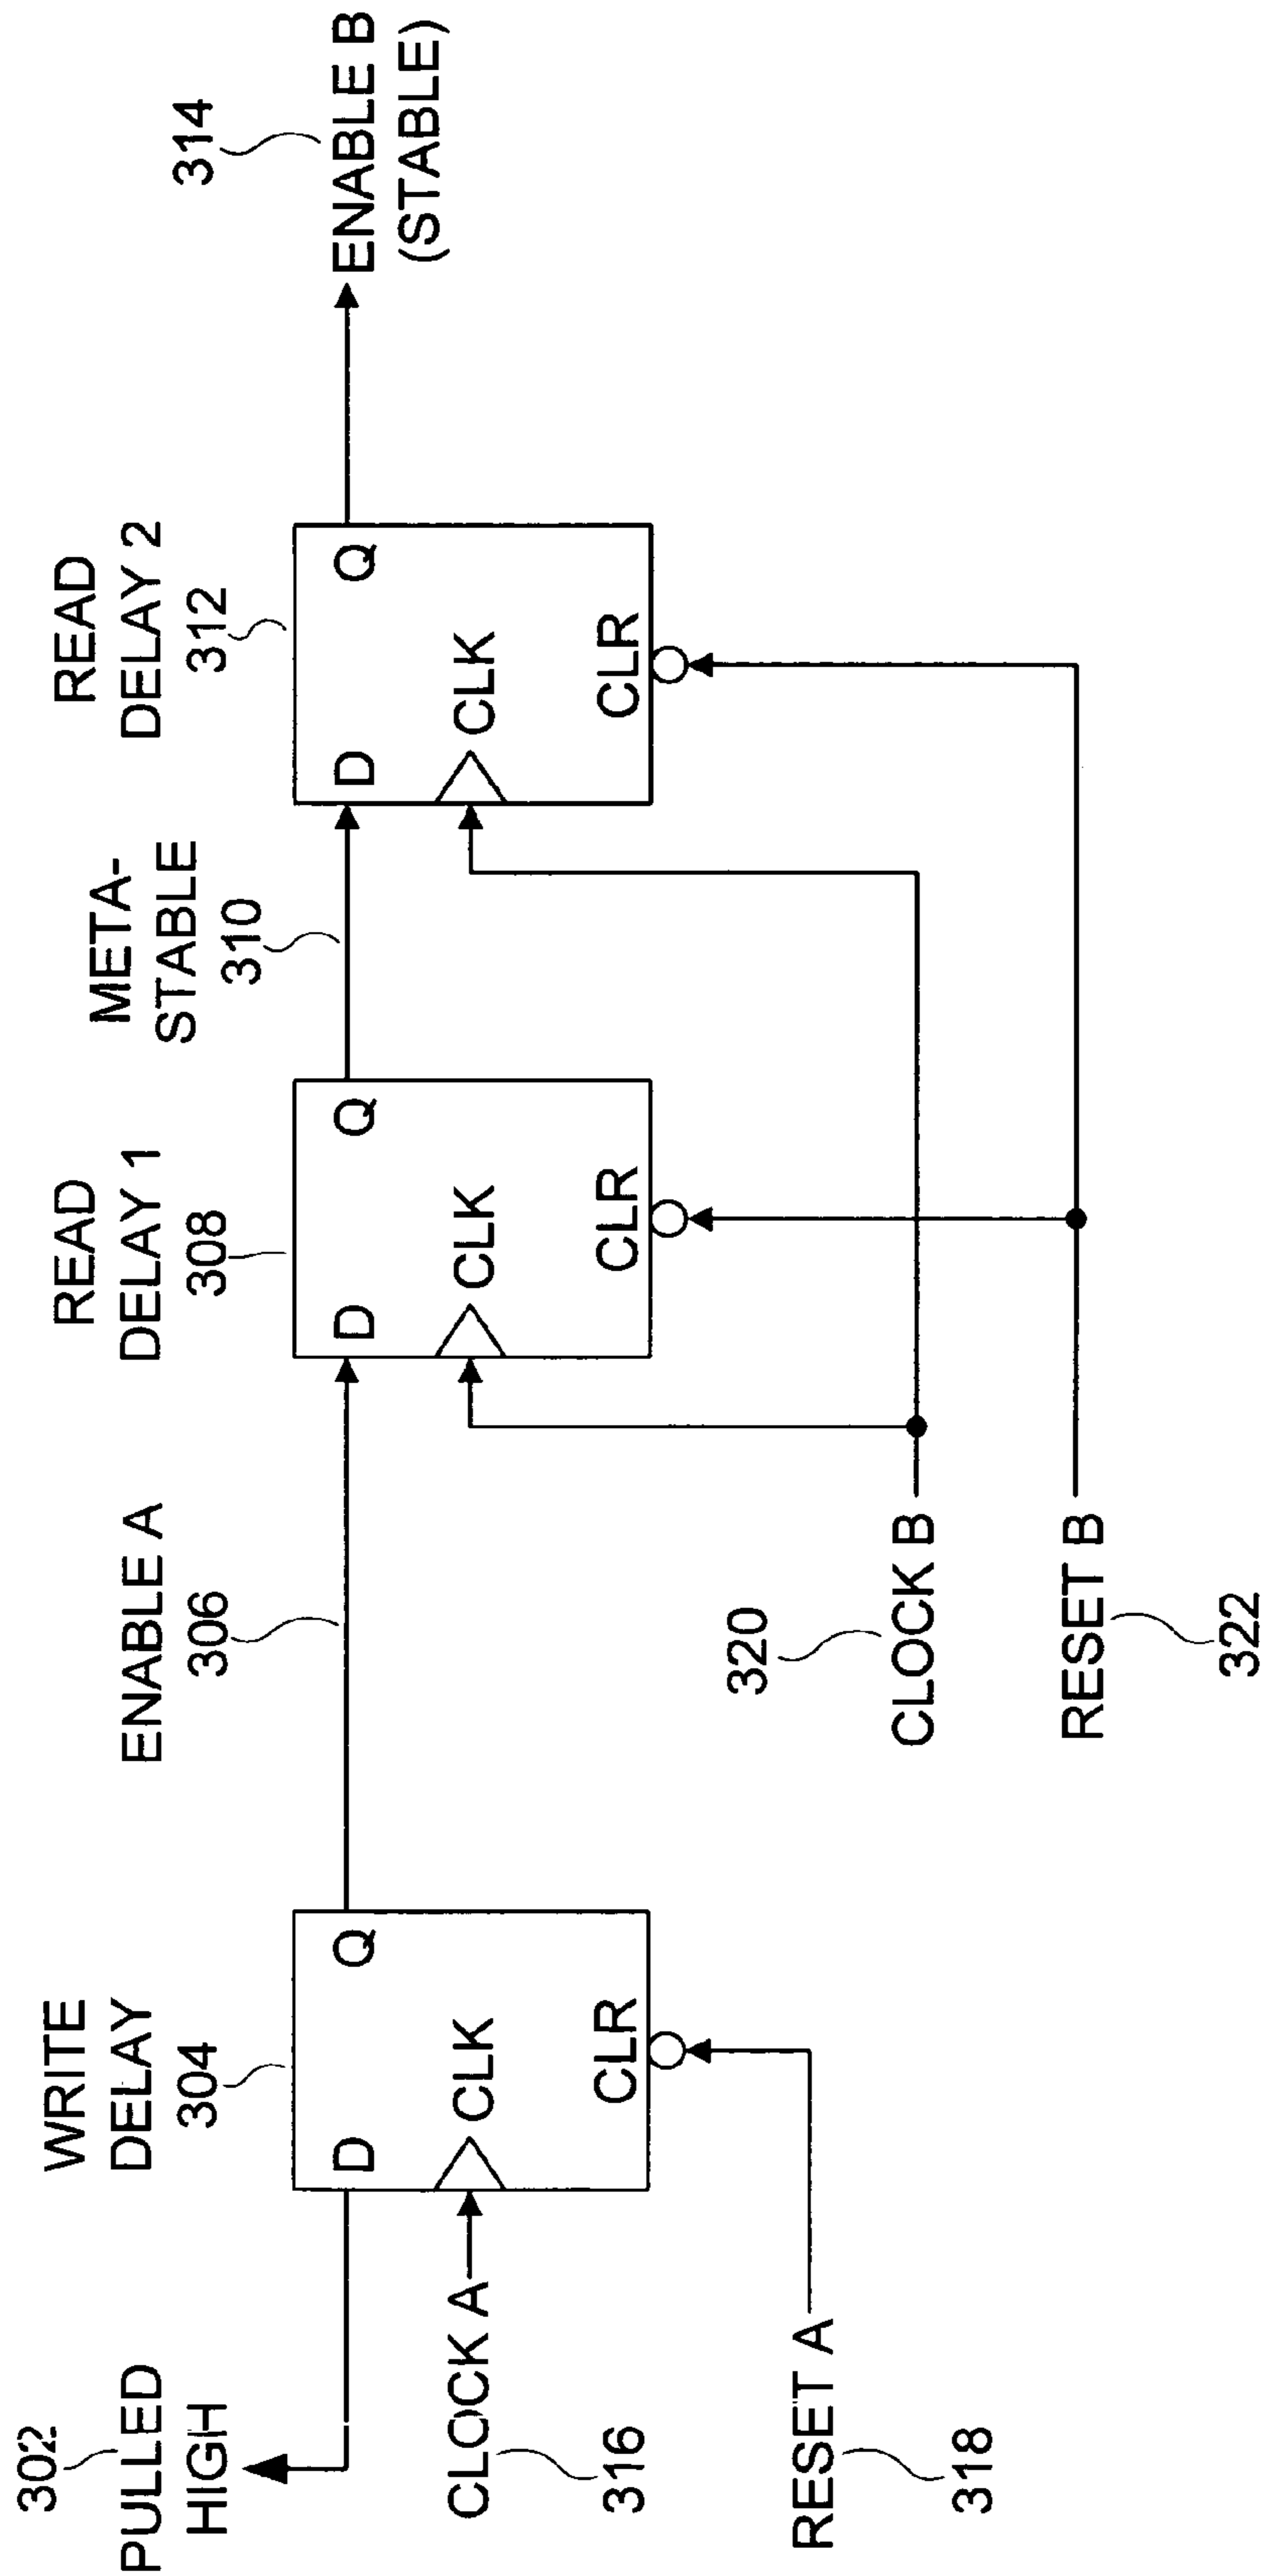 302
PULLED
HIGH
WRITE
DELAY
304
D
Q
CLK
CLR
CLOCK A
316
RESET A
318
ENABLE A
306
READ
DELAY 1
308
D
Q
CLK
CLR
META-
STABLE
310
READ
DELAY 2
312
D
Q
CLK
CLR
314
ENABLE B
(STABLE)
320
CLOCK B
RESET B
322